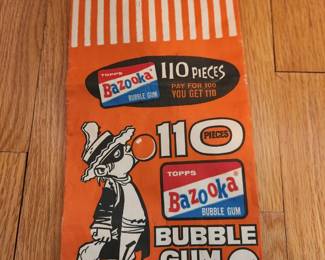 TOPPS
Bazooka
BUBBLE GUM
110 PIECES
PAY FOR 100
YOU GET 110
110 PIECES
TOPPS
Bazooka
BUBBLE GUM
BUBBLE
GUM